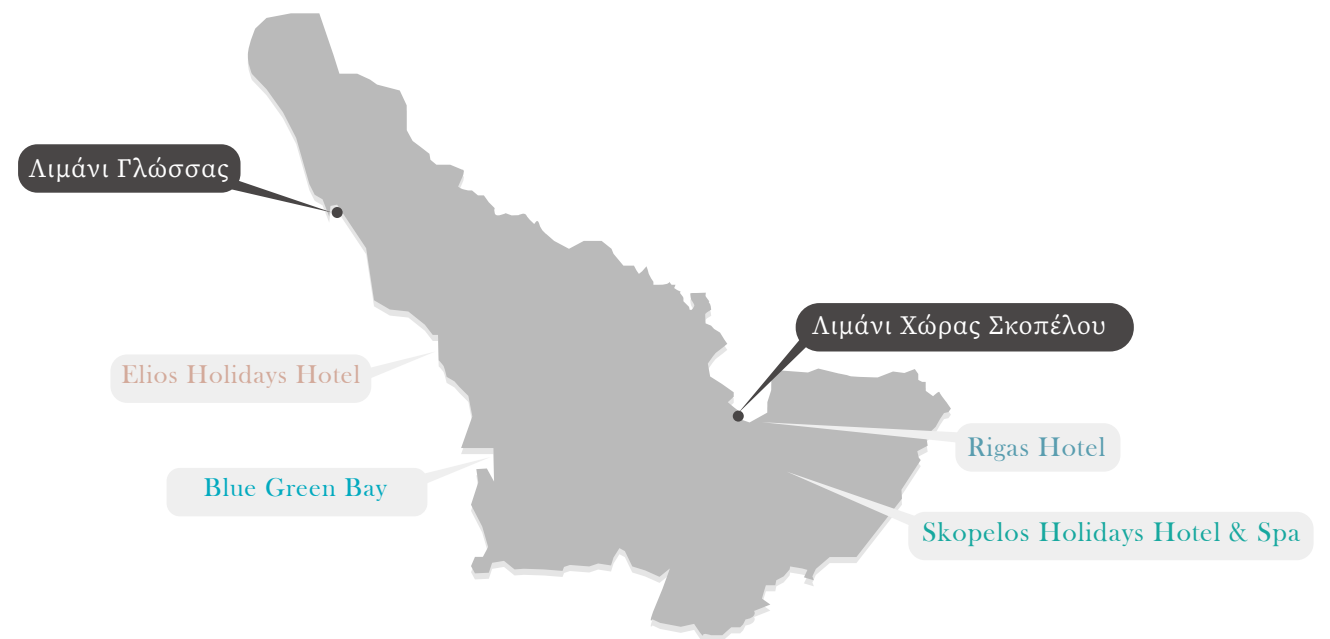 Λιμάνι Γλώσσας
Λιμάνι Χώρας Σκοπέλου
Elios Holidays Hotel
Rigas Hotel
Blue Green Bay
Skopelos Holidays Hotel & Spa